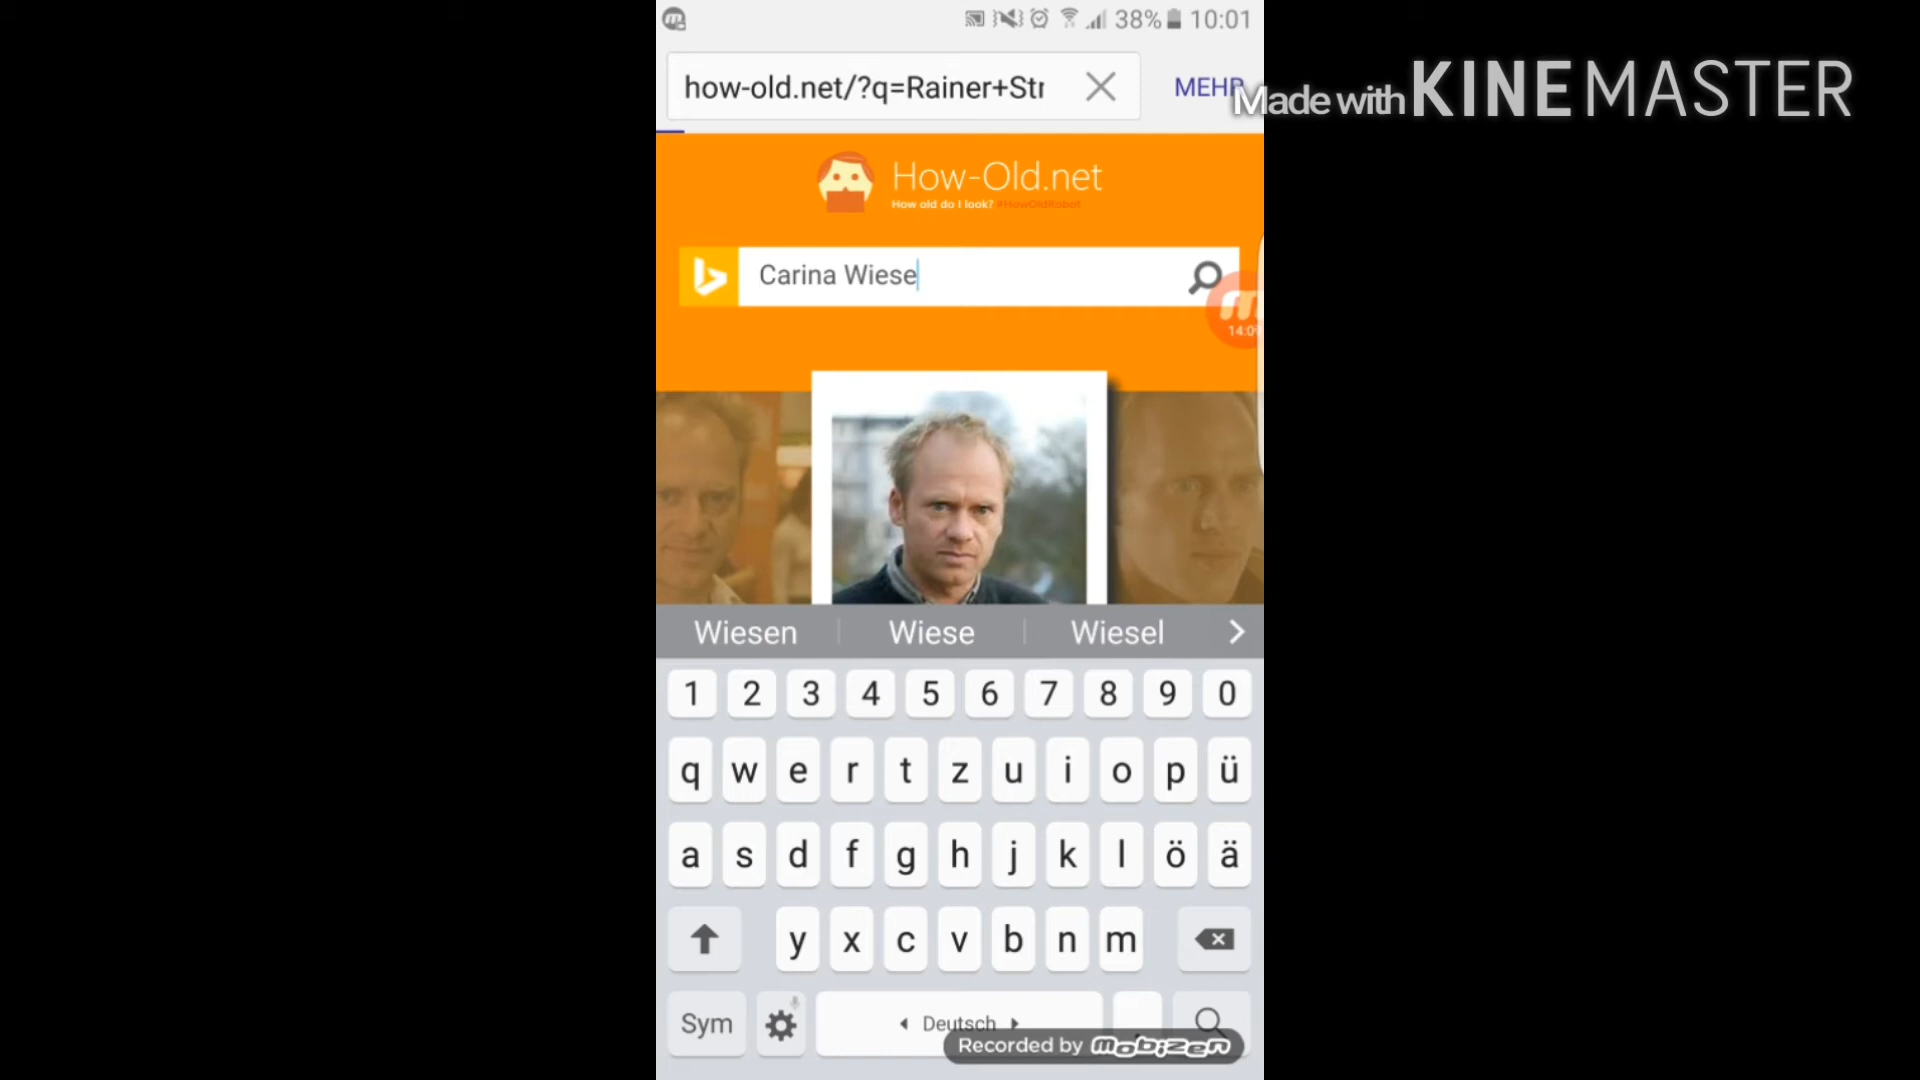 38% 10:01
how-old.net/?q=Rainer+Str
MEHR
Made with KINEMASTER
How-Old.net
How old do I look? #HowOldRobot
Carina Wiese
Wiesen Wiese Wiesel
1 2 3 4 5 6 7 8 9 0
q w e r t z u i o p ü
a s d f g h j k l ö ä
y x c v b n m
Sym Deutsch
Recorded by mobizen